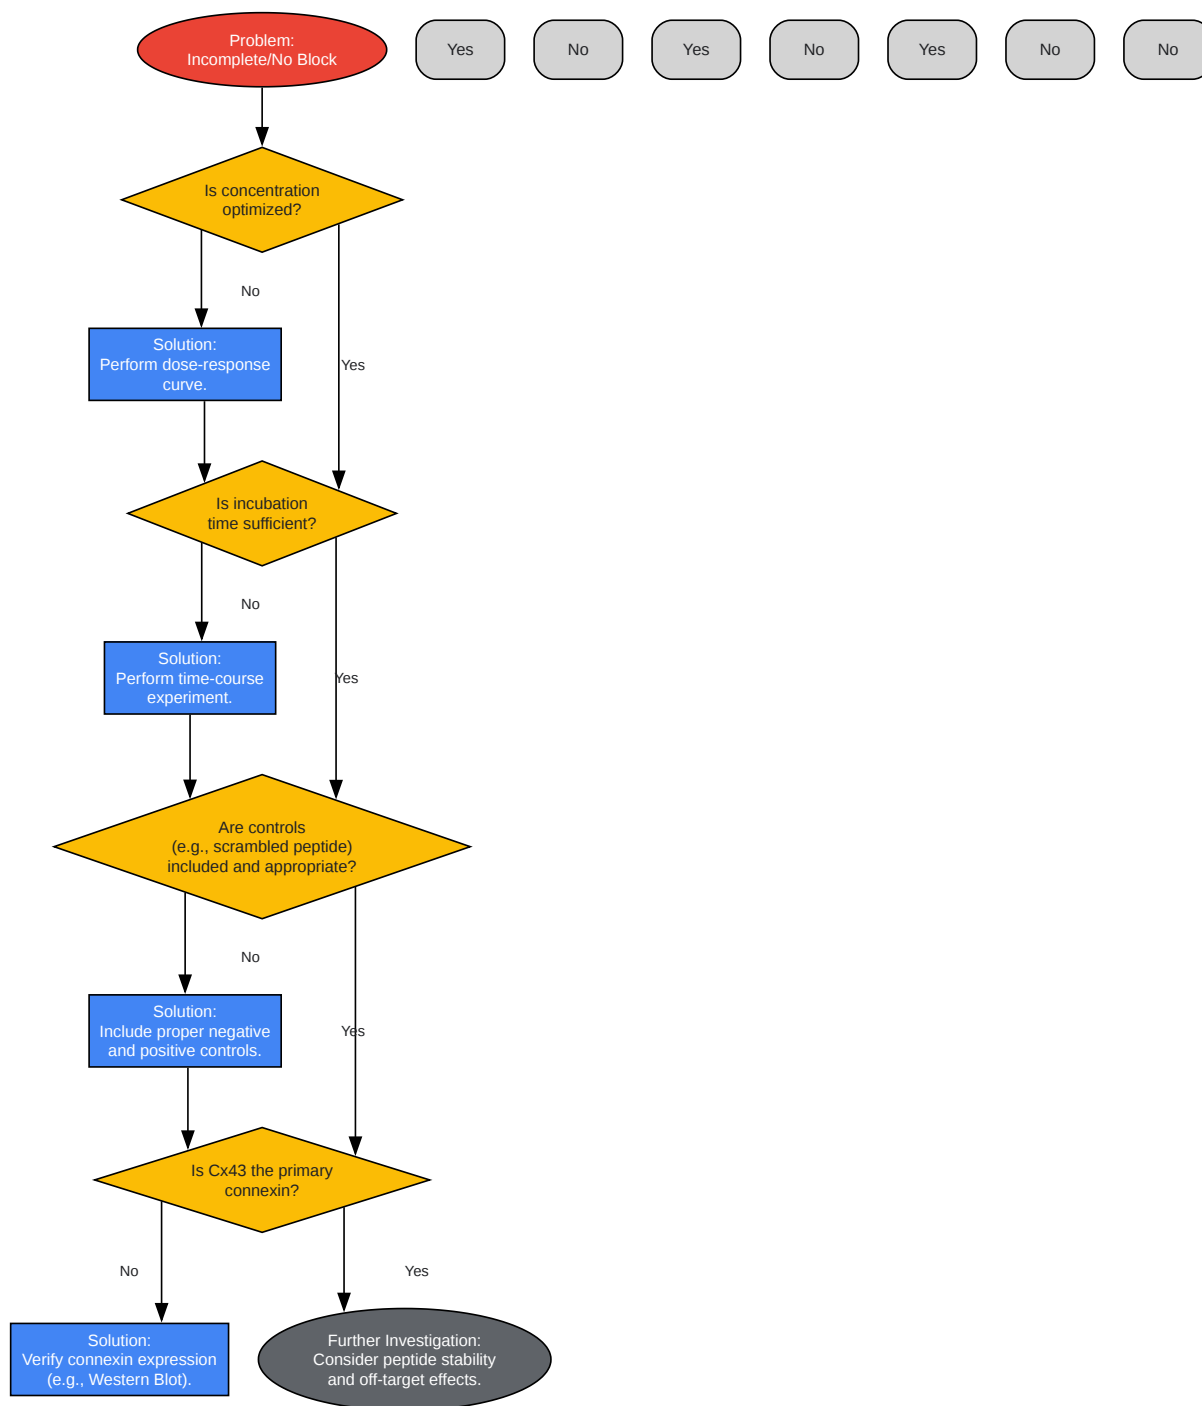 Problem:
Incomplete/No Block
Yes
No
Yes
No
Yes
No
No
Is concentration
optimized?
No
Solution:
Perform dose-response
curve.
Yes
Is incubation
time sufficient?
No
Solution:
Perform time-course
experiment.
Yes
Are controls
(e.g., scrambled peptide)
included and appropriate?
No
Solution:
Include proper negative
and positive controls.
Yes
Is Cx43 the primary
connexin?
No
Yes
Solution:
Verify connexin expression
(e.g., Western Blot).
Further Investigation:
Consider peptide stability
and off-target effects.